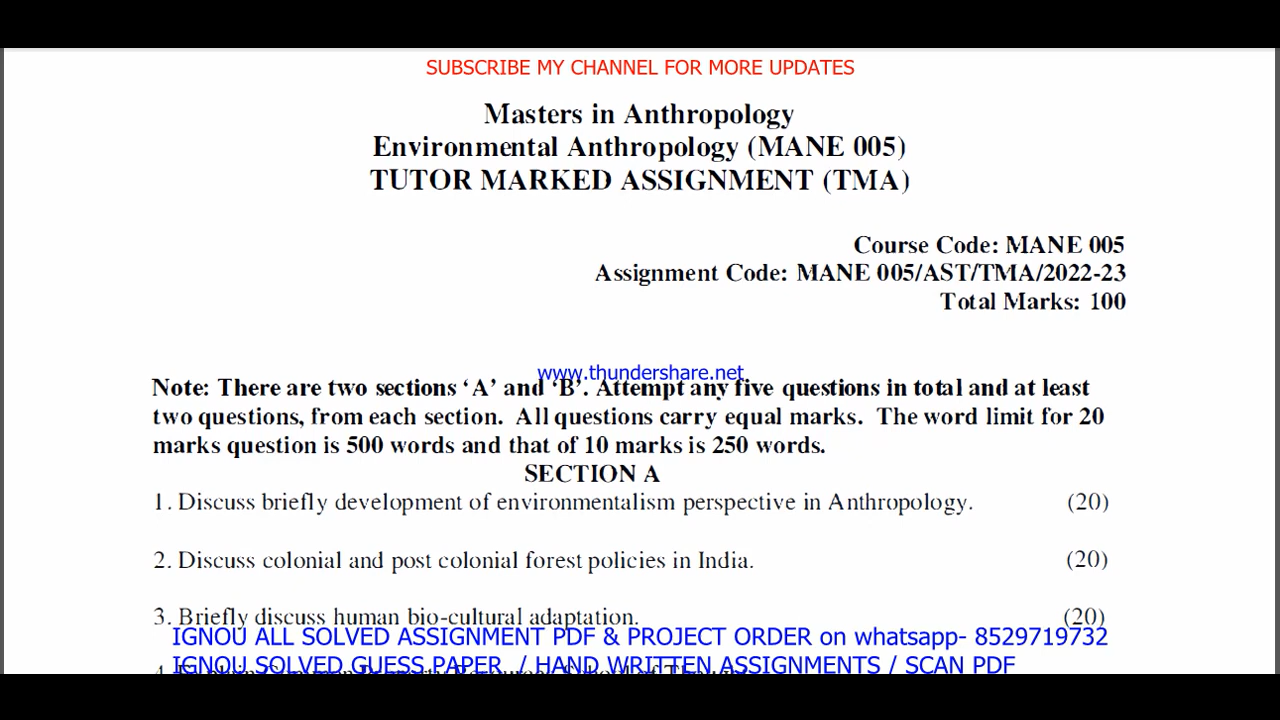 SUBSCRIBE MY CHANNEL FOR MORE UPDATES
Masters in Anthropology
Environmental Anthropology (MANE 005)
TUTOR MARKED ASSIGNMENT (TMA)
Course Code: MANE 005
Assignment Code: MANE 005/AST/TMA/2022-23
Total Marks: 100
www.thundershare.net
Note: There are two sections ‘A’ and ‘B’. Attempt any five questions in total and at least
two questions, from each section. All questions carry equal marks. The word limit for 20
marks question is 500 words and that of 10 marks is 250 words.
SECTION A
1. Discuss briefly development of environmentalism perspective in Anthropology. (20)
2. Discuss colonial and post colonial forest policies in India. (20)
3. Briefly discuss human bio-cultural adaptation. (20)
IGNOU ALL SOLVED ASSIGNMENT PDF & PROJECT ORDER on whatsapp- 8529719732
IGNOU SOLVED GUESS PAPER / HAND WRITTEN ASSIGNMENTS / SCAN PDF